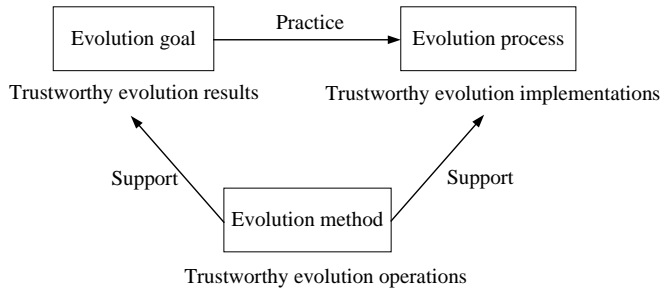 Practice
Evolution goal
Evolution process
Trustworthy evolution results
Trustworthy evolution implementations
Support
Support
Evolution method
Trustworthy evolution operations